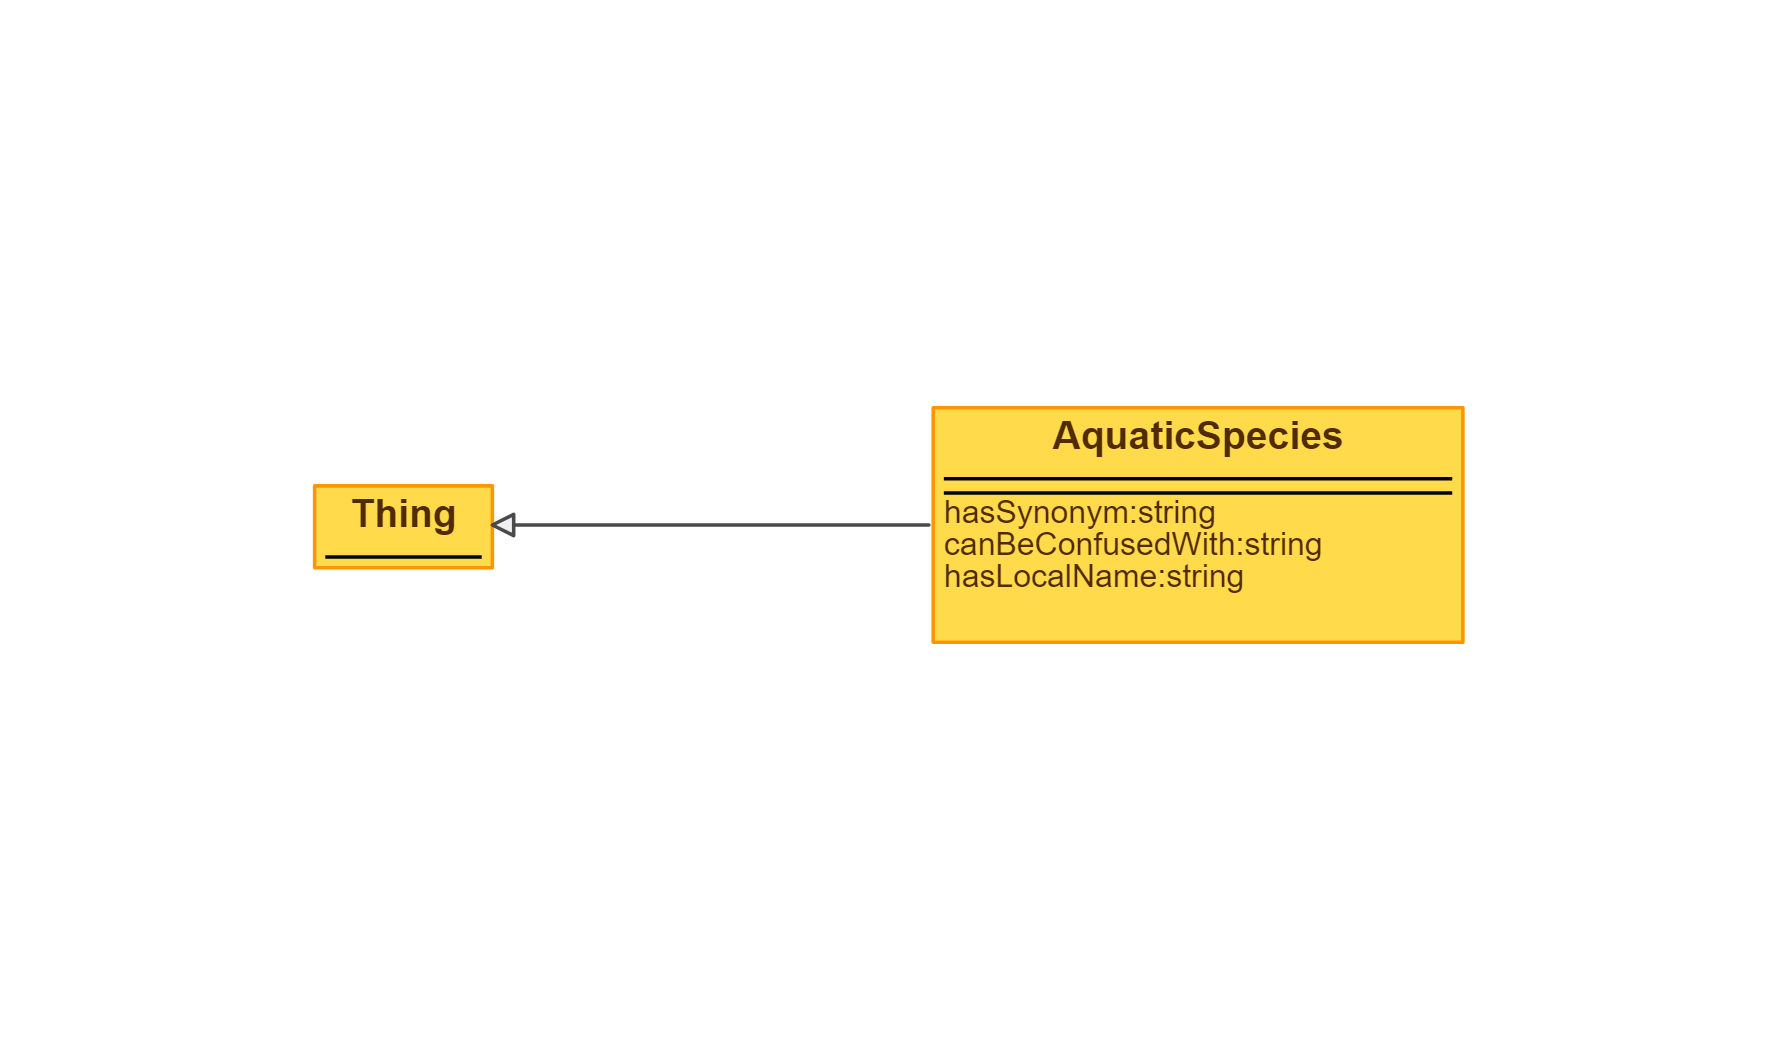 Thing
AquaticSpecies
hasSynonym:string
canBeConfusedWith:string
hasLocalName:string